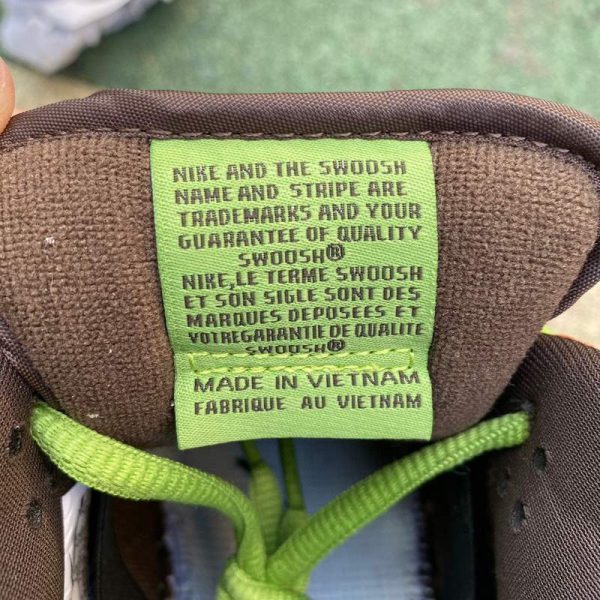 NIKE AND THE SWOOSH
NAME AND STRIPE ARE
TRADEMARKS AND YOUR
GUARANTEE OF QUALITY
SWOOSH®
NIKE,LE TERME SWOOSH
ET SON SIGLE SONT DES
MARQUES DEPOSEES ET
VOTREGARANTIE DE QUALITE
SWOOSH®
MADE IN VIETNAM
FABRIQUE AU VIETNAM